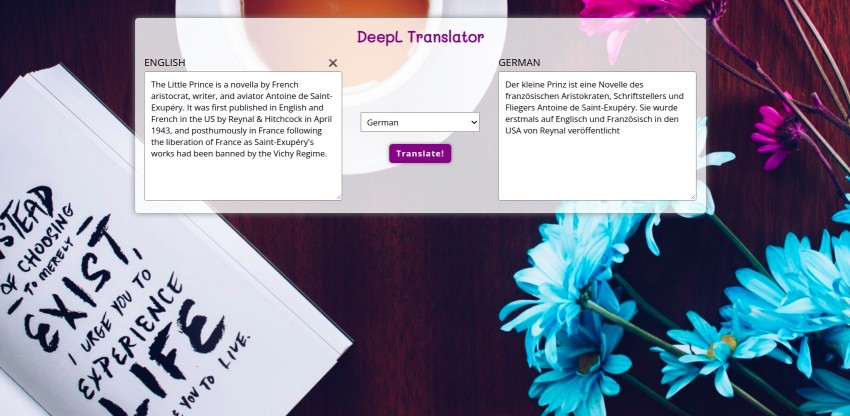 DeepL Translator
ENGLISH
✕
The Little Prince is a novella by French
aristocrat, writer, and aviator Antoine de Saint-
Exupéry. It was first published in English and
French in the US by Reynal & Hitchcock in April
1943, and posthumously in France following
the liberation of France as Saint-Exupéry's
works had been banned by the Vichy Regime.
German
Translate!
GERMAN
Der kleine Prinz ist eine Novelle des
französischen Aristokraten, Schriftstellers und
Fliegers Antoine de Saint-Exupéry. Sie wurde
erstmals auf Englisch und Französisch in den
USA von Reynal veröffentlicht
OF CHOOSING
TO MERELY
EXIST,
I URGE YOU TO
EXPERIENCE
LIFE
YOU TO LIVE.